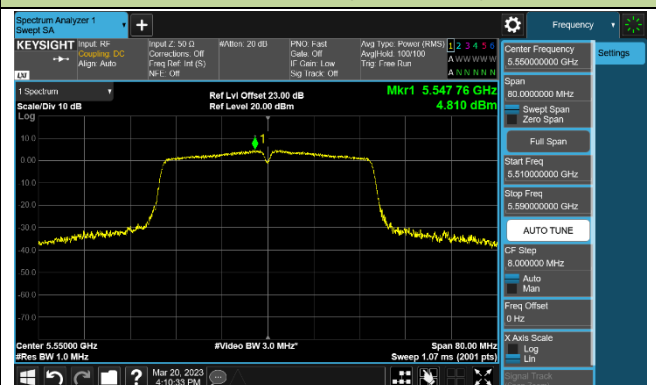 Spectrum Analyzer 1
Swept SA
Frequency
KEYSIGHT
Input: RF
Coupling: DC
Align: Auto
Input Z: 50 Ω
Corrections: Off
Freq Ref: Int (S)
NFE: Off
#Atten: 20 dB
PNO: Fast
Gate: Off
IF Gain: Low
Sig Track: Off
Avg Type: Power (RMS)
Avg|Hold: 100/100
Trig: Free Run
1 2 3 4 5 6
A W W W W W
A N N N N N
LXI
1 Spectrum
Scale/Div 10 dB
Log
Ref Lvl Offset 23.00 dB
Ref Level 20.00 dBm
Mkr1 5.547 76 GHz
4.810 dBm
1
10.0
0.00
-10.0
-20.0
-30.0
-40.0
-50.0
-60.0
-70.0
Center 5.55000 GHz
#Res BW 1.0 MHz
#Video BW 3.0 MHz*
Span 80.00 MHz
Sweep 1.07 ms (2001 pts)
Center Frequency
5.550000000 GHz
Settings
Span
80.0000000 MHz
Swept Span
Zero Span
Full Span
Start Freq
5.510000000 GHz
Stop Freq
5.590000000 GHz
AUTO TUNE
CF Step
8.000000 MHz
Auto
Man
Freq Offset
0 Hz
X Axis Scale
Log
Lin
Signal Track
Mar 20, 2023
4:10:33 PM